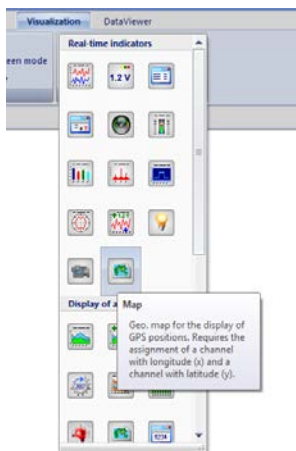 Visualization DataViewer
Real-time indicators
een mode
1.2 V
Display of a
Map
Geo. map for the display of
GPS positions. Requires the
assignment of a channel
with longitude (x) and a
channel with latitude (y).
1234